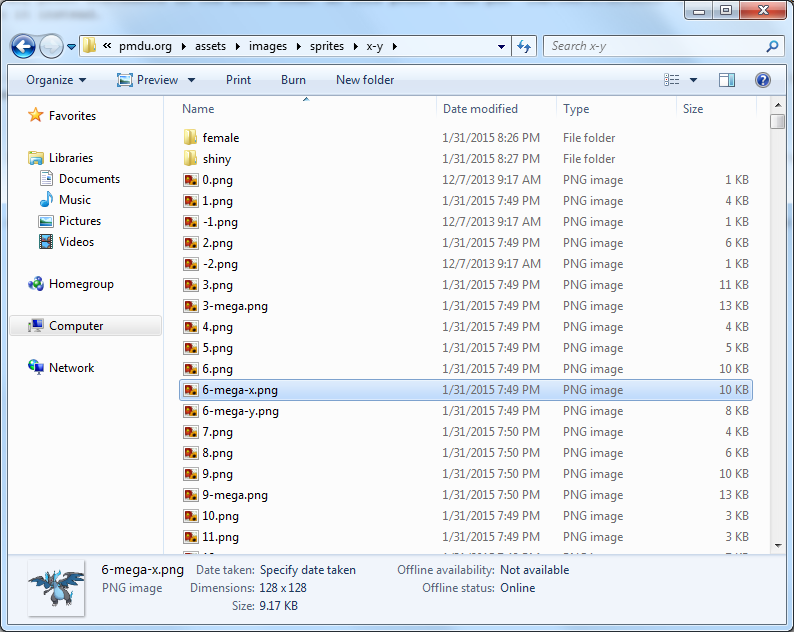 « pmdu.org ▸ assets ▸ images ▸ sprites ▸ x-y ▸
Search x-y
Organize Preview Print Burn New folder
Favorites
Libraries
Documents
Music
Pictures
Videos
Homegroup
Computer
Network
Name Date modified Type Size
female 1/31/2015 8:26 PM File folder
shiny 1/31/2015 8:27 PM File folder
0.png 12/7/2013 9:17 AM PNG image 1 KB
1.png 1/31/2015 7:49 PM PNG image 4 KB
-1.png 12/7/2013 9:17 AM PNG image 1 KB
2.png 1/31/2015 7:49 PM PNG image 6 KB
-2.png 12/7/2013 9:17 AM PNG image 1 KB
3.png 1/31/2015 7:49 PM PNG image 11 KB
3-mega.png 1/31/2015 7:49 PM PNG image 13 KB
4.png 1/31/2015 7:49 PM PNG image 4 KB
5.png 1/31/2015 7:49 PM PNG image 5 KB
6.png 1/31/2015 7:49 PM PNG image 10 KB
6-mega-x.png 1/31/2015 7:49 PM PNG image 10 KB
6-mega-y.png 1/31/2015 7:49 PM PNG image 8 KB
7.png 1/31/2015 7:50 PM PNG image 4 KB
8.png 1/31/2015 7:50 PM PNG image 6 KB
9.png 1/31/2015 7:50 PM PNG image 10 KB
9-mega.png 1/31/2015 7:50 PM PNG image 13 KB
10.png 1/31/2015 7:49 PM PNG image 3 KB
11.png 1/31/2015 7:49 PM PNG image 3 KB
6-mega-x.png Date taken: Specify date taken Offline availability: Not available
PNG image Dimensions: 128 x 128 Offline status: Online
Size: 9.17 KB